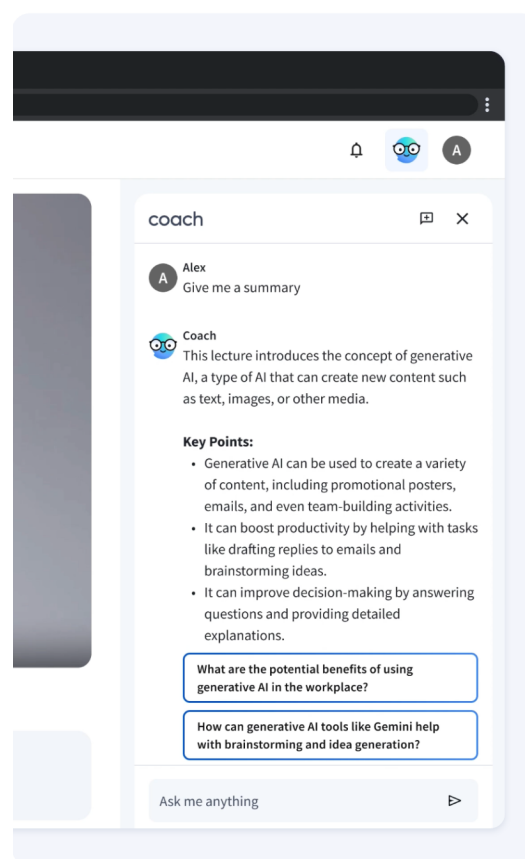 A
coach
A
Alex
Give me a summary
Coach
This lecture introduces the concept of generative
AI, a type of AI that can create new content such
as text, images, or other media.
Key Points:
• Generative AI can be used to create a variety
of content, including promotional posters,
emails, and even team-building activities.
• It can boost productivity by helping with tasks
like drafting replies to emails and
brainstorming ideas.
• It can improve decision-making by answering
questions and providing detailed
explanations.
What are the potential benefits of using
generative AI in the workplace?
How can generative AI tools like Gemini help
with brainstorming and idea generation?
Ask me anything